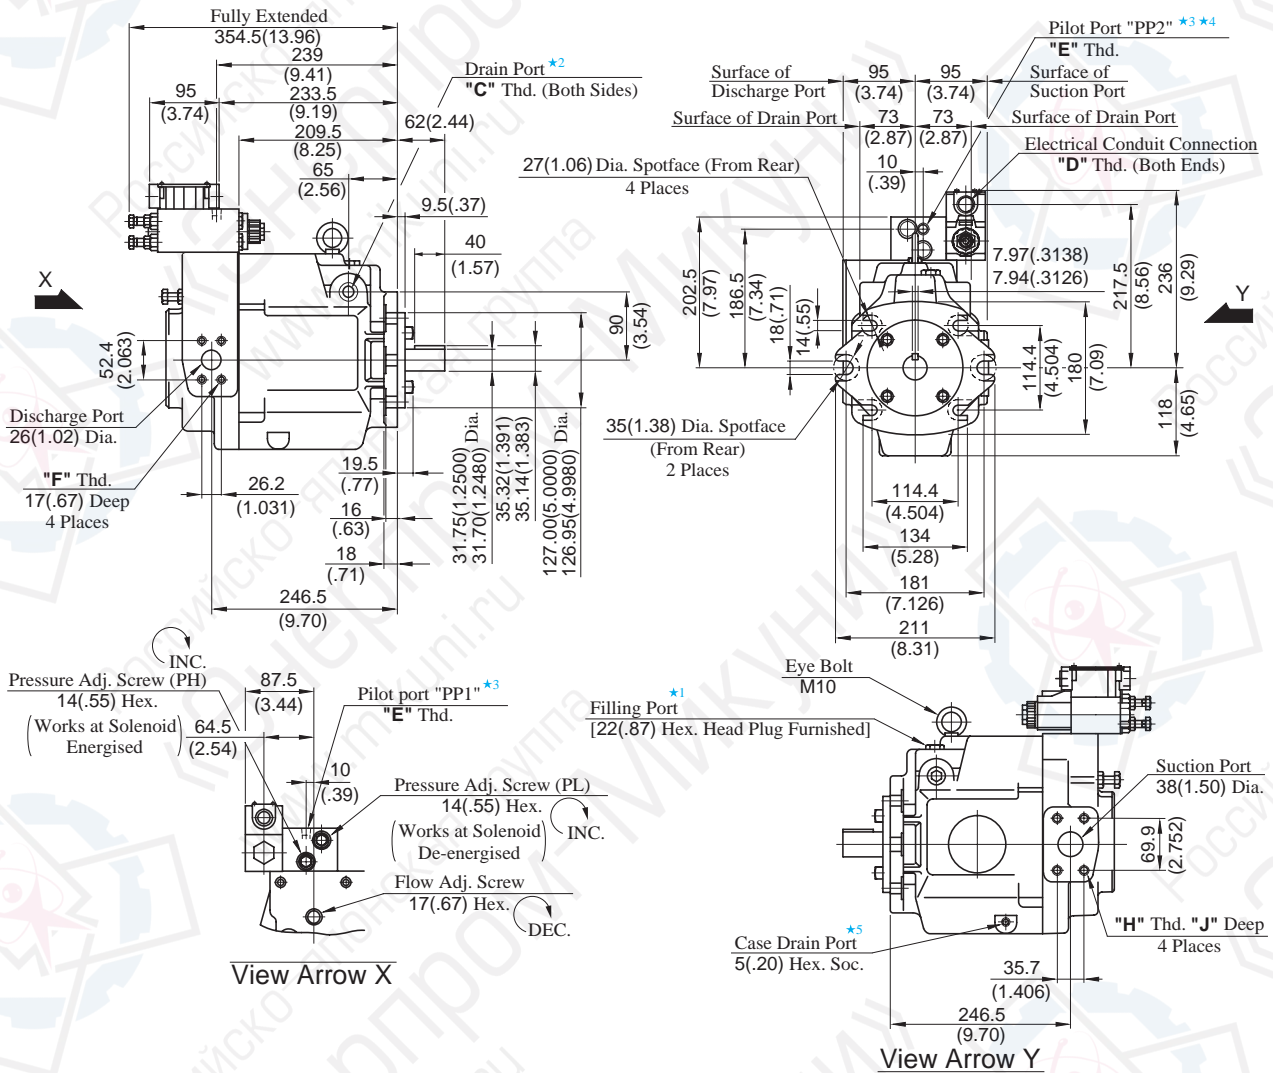 Fully Extended
354.5(13.96)
239
(9.41)
95
(3.74)
233.5
(9.19)
209.5
(8.25)
62(2.44)
65
(2.56)
9.5(.37)
40
(1.57)
Drain Port ★2
"C" Thd. (Both Sides)
X
52.4
(2.063)
90
(3.54)
Discharge Port
26(1.02) Dia.
"F" Thd.
17(.67) Deep
4 Places
26.2
(1.031)
19.5
(.77)
16
(.63)
18
(.71)
246.5
(9.70)
31.75(1.2500) Dia.
31.70(1.2480)
35.32(1.391)
35.14(1.383)
127.00(5.0000) Dia.
126.95(4.9980)
Pilot Port "PP2" ★3 ★4
"E" Thd.
Surface of
Discharge Port
95
(3.74)
95
(3.74)
Surface of
Suction Port
Surface of Drain Port
73
(2.87)
73
(2.87)
Surface of Drain Port
10
(.39)
Electrical Conduit Connection
"D" Thd. (Both Ends)
27(1.06) Dia. Spotface (From Rear)
4 Places
7.97(.3138)
7.94(.3126)
202.5
(7.97)
186.5
(7.34)
18(.71)
14(.55)
217.5
(8.56)
236
(9.29)
Y
114.4
(4.504)
180
(7.09)
118
(4.65)
35(1.38) Dia. Spotface
(From Rear)
2 Places
114.4
(4.504)
134
(5.28)
181
(7.126)
211
(8.31)
INC.
Pressure Adj. Screw (PH)
14(.55) Hex.
(Works at Solenoid
Energised)
87.5
(3.44)
64.5
(2.54)
Pilot port "PP1" ★3
"E" Thd.
10
(.39)
Pressure Adj. Screw (PL)
14(.55) Hex.
(Works at Solenoid
De-energised)
INC.
Flow Adj. Screw
17(.67) Hex.
DEC.
View Arrow X
Eye Bolt
M10
★1
Filling Port
[22(.87) Hex. Head Plug Furnished]
Suction Port
38(1.50) Dia.
69.9
(2.752)
"H" Thd. "J" Deep
4 Places
★5
Case Drain Port
5(.20) Hex. Soc.
35.7
(1.406)
246.5
(9.70)
View Arrow Y